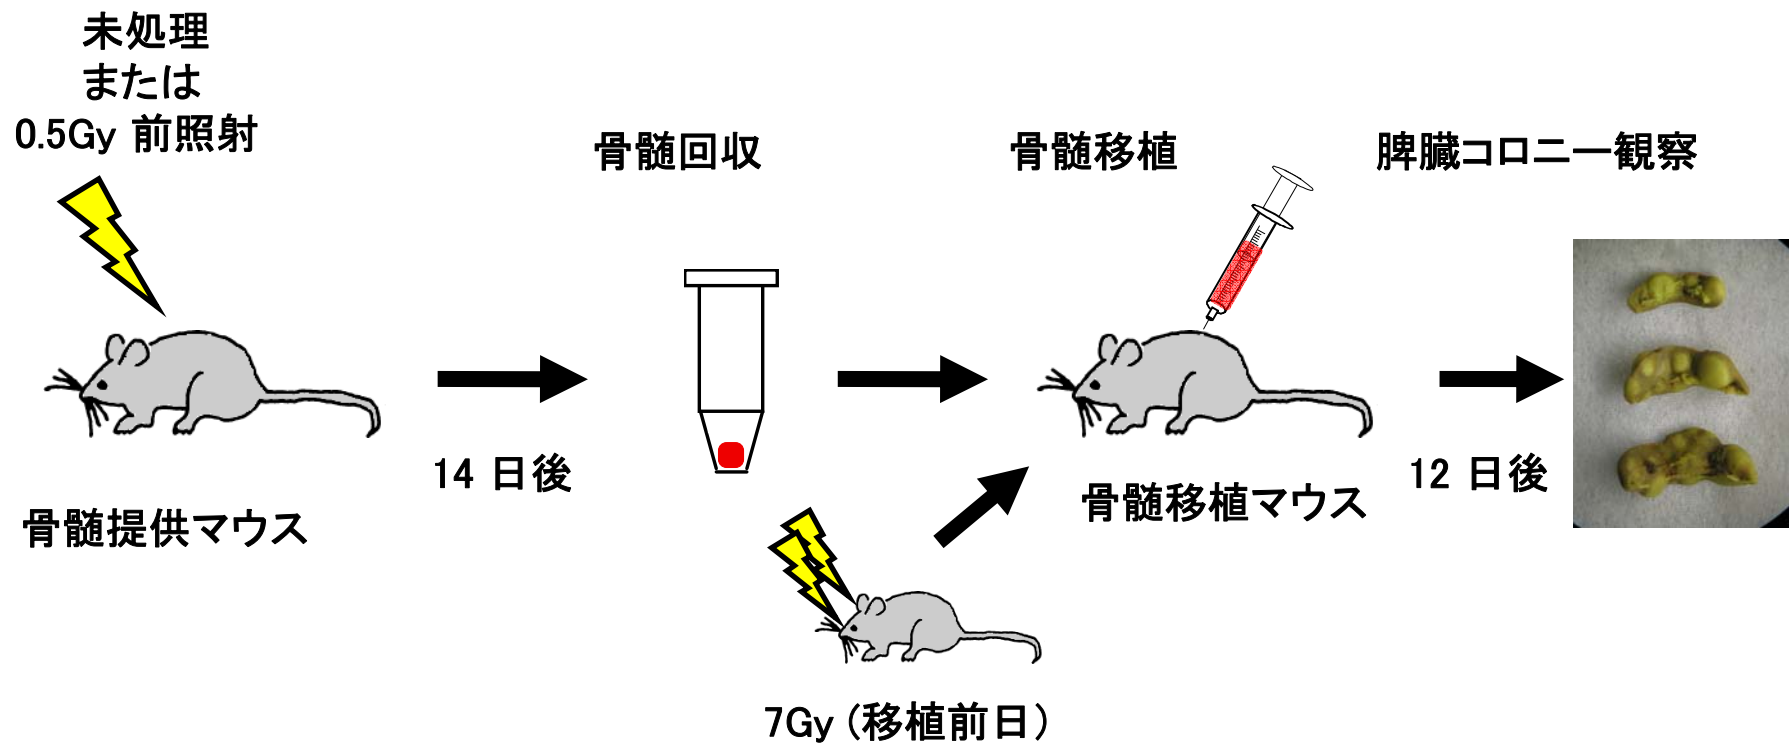 未処理
または
0.5Gy 前照射
骨髄回収
骨髄移植
脾臓コロニー観察
14 日後
骨髄移植マウス
12 日後
骨髄提供マウス
7Gy (移植前日)